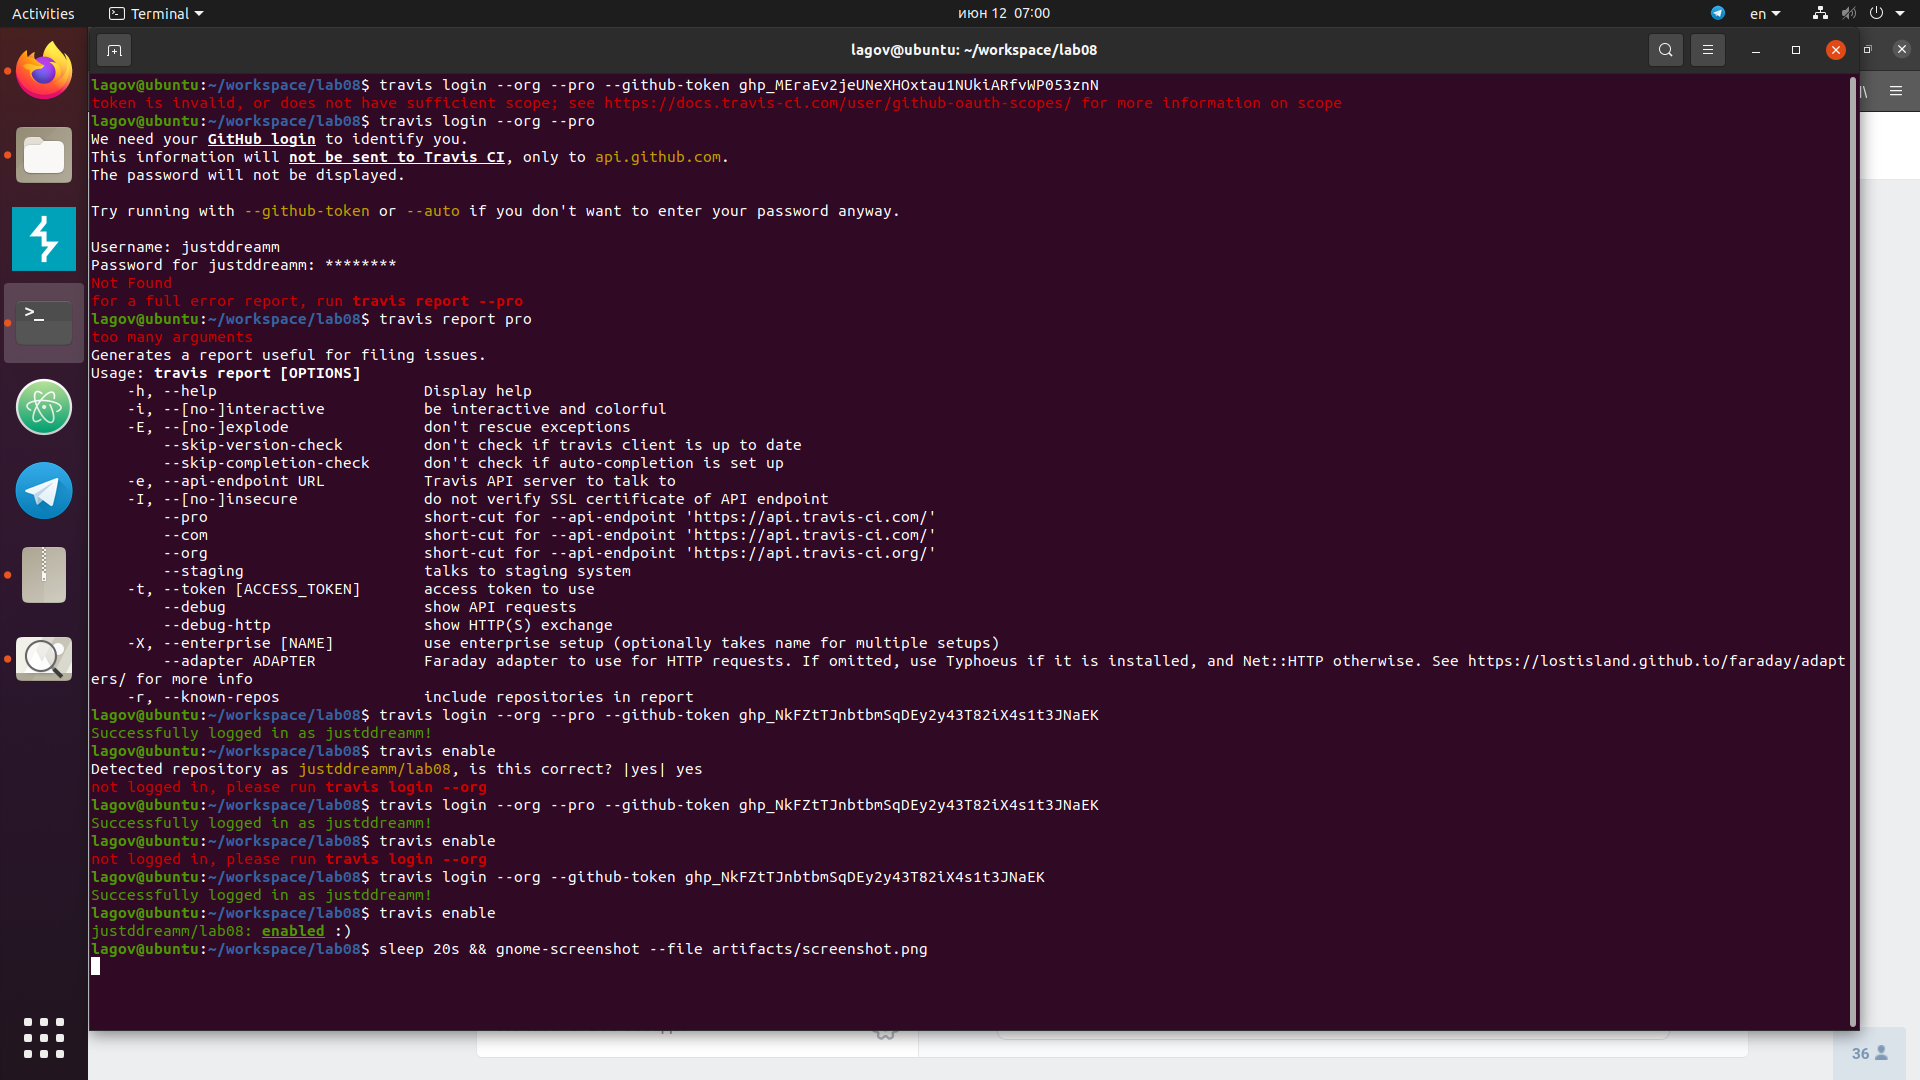 Activities
Terminal
июн 12 07:00
en
lagov@ubuntu: ~/workspace/lab08
lagov@ubuntu:~/workspace/lab08$ travis login --org --pro --github-token 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
token is invalid, or does not have sufficient scope; see https://docs.travis-ci.com/user/github-oauth-scopes/ for more information on scope
lagov@ubuntu:~/workspace/lab08$ travis login --org --pro
We need your GitHub login to identify you.
This information will not be sent to Travis CI, only to api.github.com.
The password will not be displayed.
Try running with --github-token or --auto if you don't want to enter your password anyway.
Username: justddreamm
Password for justddreamm: ********
Not Found
for a full error report, run travis report --pro
lagov@ubuntu:~/workspace/lab08$ travis report pro
too many arguments
Generates a report useful for filing issues.
Usage: travis report [OPTIONS]
-h, --help Display help
-i, --[no-]interactive be interactive and colorful
-E, --[no-]explode don't rescue exceptions
--skip-version-check don't check if travis client is up to date
--skip-completion-check don't check if auto-completion is set up
-e, --api-endpoint URL Travis API server to talk to
-I, --[no-]insecure do not verify SSL certificate of API endpoint
--pro short-cut for --api-endpoint 'https://api.travis-ci.com/'
--com short-cut for --api-endpoint 'https://api.travis-ci.com/'
--org short-cut for --api-endpoint 'https://api.travis-ci.org/'
--staging talks to staging system
-t, --token [ACCESS_TOKEN] access token to use
--debug show API requests
--debug-http show HTTP(S) exchange
-X, --enterprise [NAME] use enterprise setup (optionally takes name for multiple setups)
--adapter ADAPTER Faraday adapter to use for HTTP requests. If omitted, use Typhoeus if it is installed, and Net::HTTP otherwise. See https://lostisland.github.io/faraday/adapt
ers/ for more info
-r, --known-repos include repositories in report
lagov@ubuntu:~/workspace/lab08$ travis login --org --pro --github-token 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
Successfully logged in as justddreamm!
lagov@ubuntu:~/workspace/lab08$ travis enable
Detected repository as justddreamm/lab08, is this correct? |yes| yes
not logged in, please run travis login --org
lagov@ubuntu:~/workspace/lab08$ travis login --org --pro --github-token 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
Successfully logged in as justddreamm!
lagov@ubuntu:~/workspace/lab08$ travis enable
not logged in, please run travis login --org
lagov@ubuntu:~/workspace/lab08$ travis login --org --github-token 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
Successfully logged in as justddreamm!
lagov@ubuntu:~/workspace/lab08$ travis enable
justddreamm/lab08: enabled :)
lagov@ubuntu:~/workspace/lab08$ sleep 20s && gnome-screenshot --file artifacts/screenshot.png
36